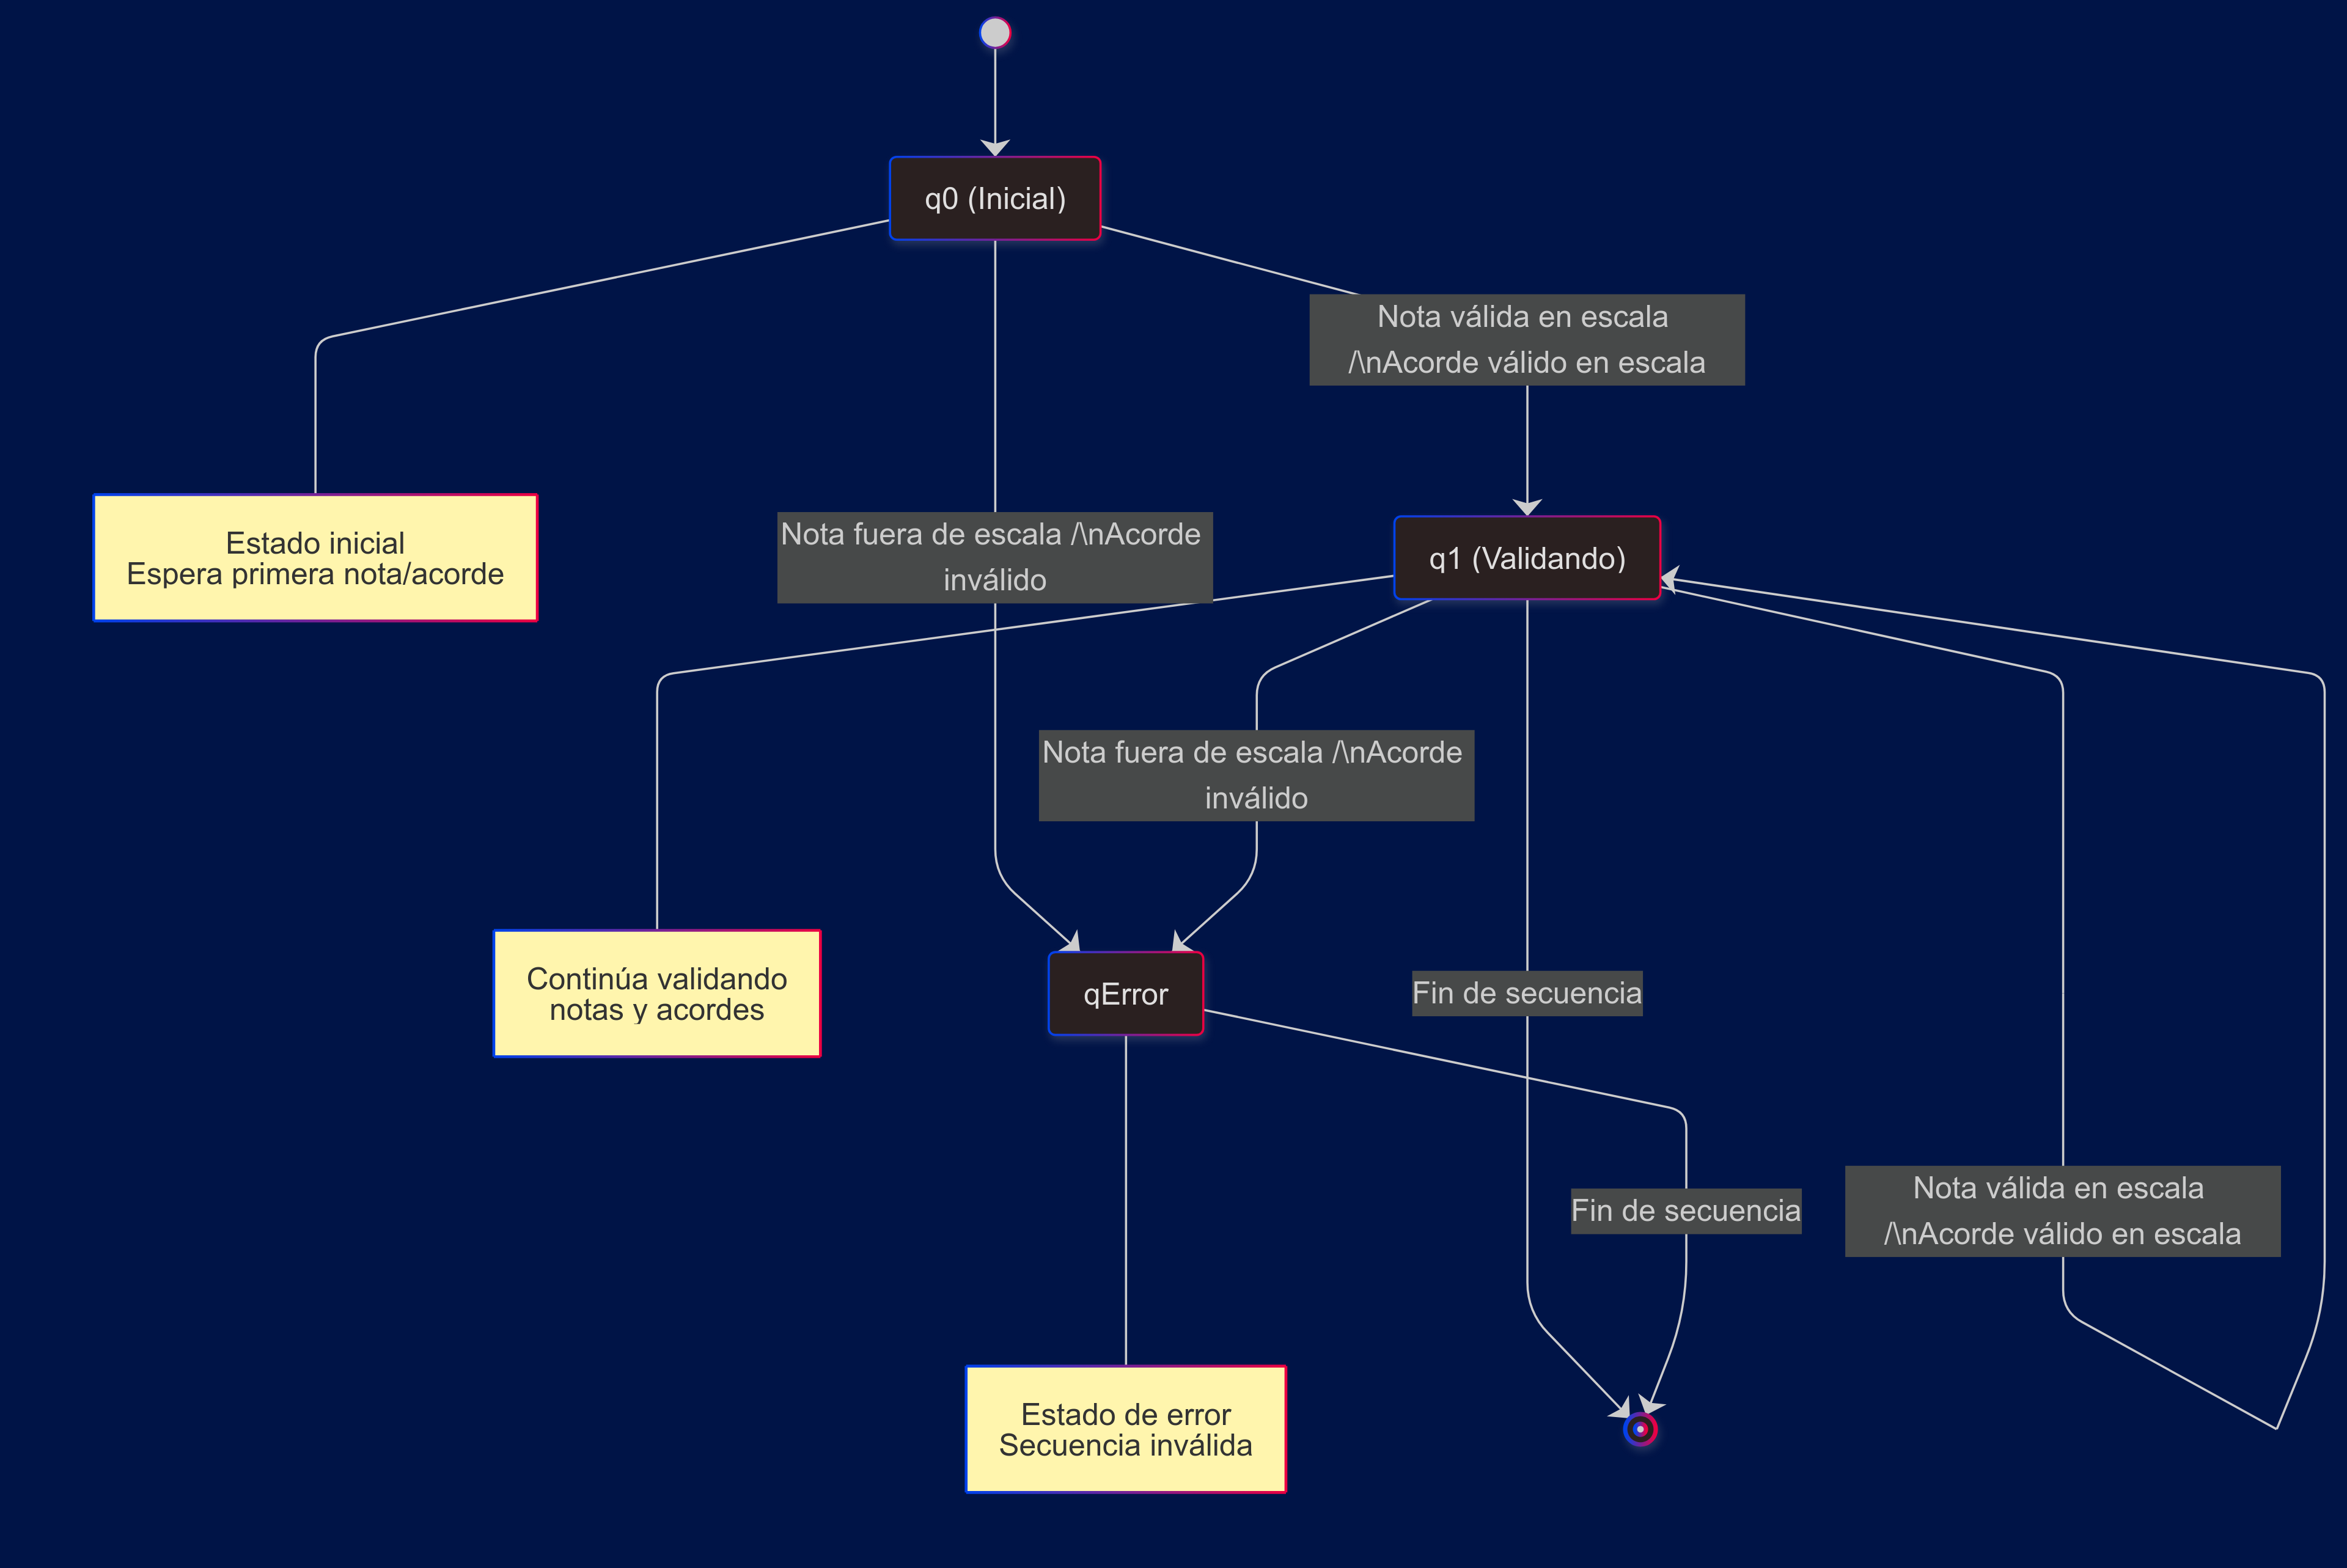 q0 (Inicial)
Nota válida en escala
/\nAcorde válido en escala
Estado inicial
Espera primera nota/acorde
Nota fuera de escala /\nAcorde
inválido
q1 (Validando)
Nota fuera de escala /\nAcorde
inválido
Continúa validando
notas y acordes
qError
Fin de secuencia
Fin de secuencia
Nota válida en escala
/\nAcorde válido en escala
Estado de error
Secuencia inválida